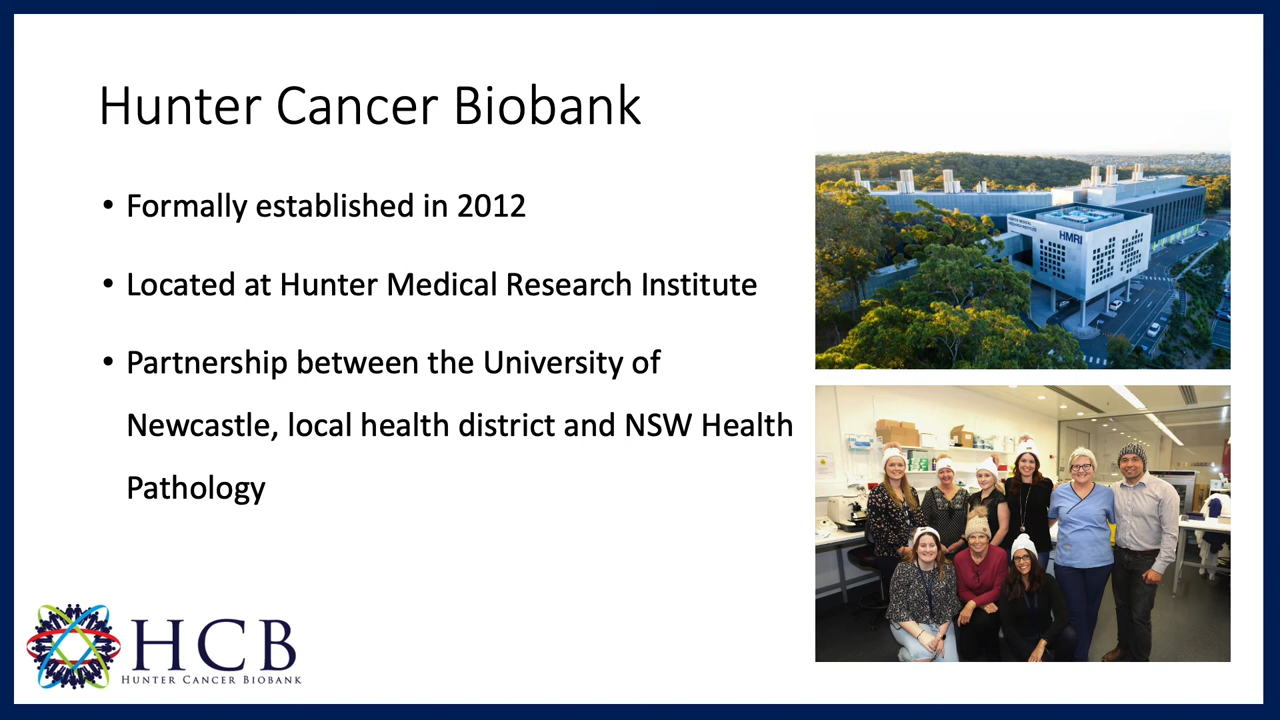 Hunter Cancer Biobank
• Formally established in 2012
• Located at Hunter Medical Research Institute
• Partnership between the University of
Newcastle, local health district and NSW Health
Pathology
HMRI
HCB
HUNTER CANCER BIOBANK